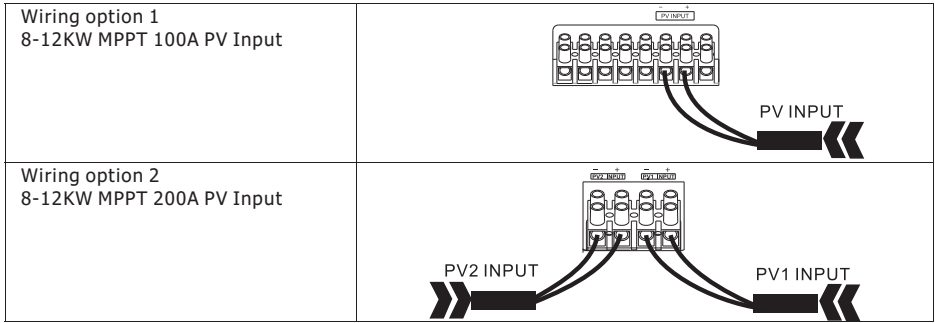 Wiring option 1
8-12KW MPPT 100A PV Input
- +
PV INPUT
PV INPUT
Wiring option 2
8-12KW MPPT 200A PV Input
- + - +
PV2 INPUT PV1 INPUT
PV2 INPUT
PV1 INPUT